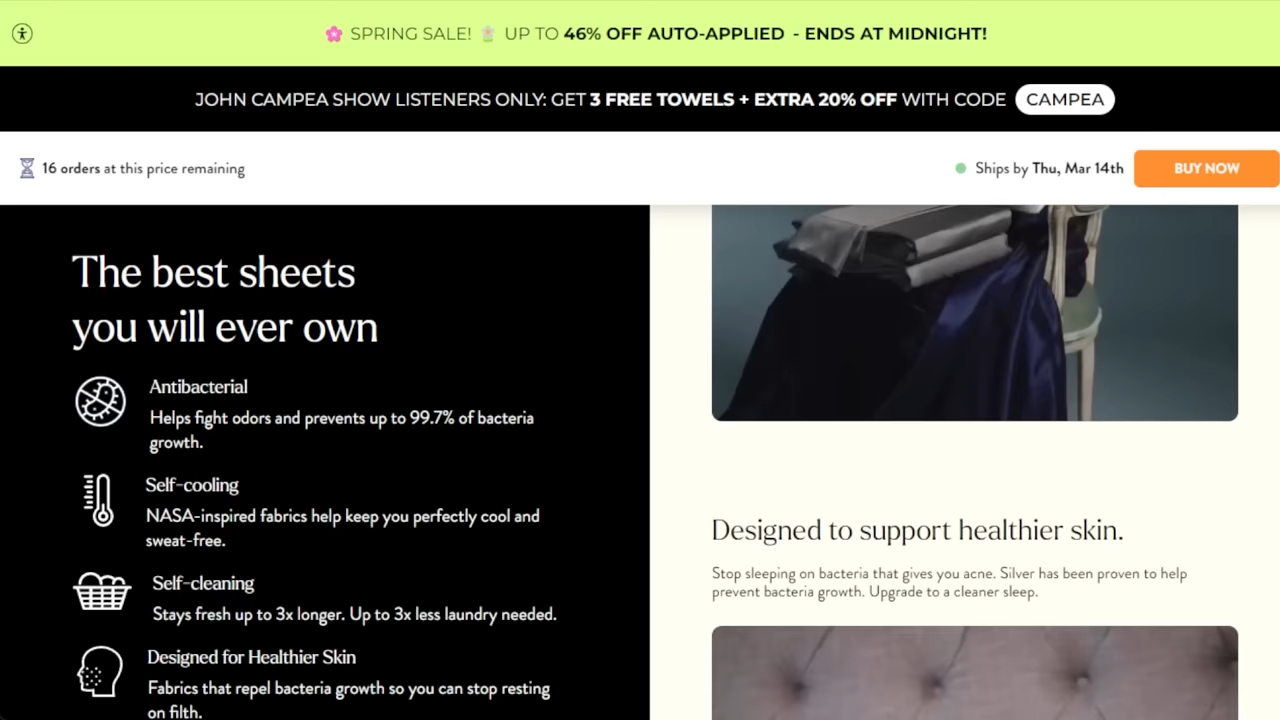 🌸 SPRING SALE! 🌷 UP TO 46% OFF AUTO-APPLIED - ENDS AT MIDNIGHT!
JOHN CAMPEA SHOW LISTENERS ONLY: GET 3 FREE TOWELS + EXTRA 20% OFF WITH CODE CAMPEA
16 orders at this price remaining
Ships by Thu, Mar 14th
BUY NOW
The best sheets
you will ever own
Antibacterial
Helps fight odors and prevents up to 99.7% of bacteria
growth.
Self-cooling
NASA-inspired fabrics help keep you perfectly cool and
sweat-free.
Self-cleaning
Stays fresh up to 3x longer. Up to 3x less laundry needed.
Designed for Healthier Skin
Fabrics that repel bacteria growth so you can stop resting
on filth.
Designed to support healthier skin.
Stop sleeping on bacteria that gives you acne. Silver has been proven to help
prevent bacteria growth. Upgrade to a cleaner sleep.